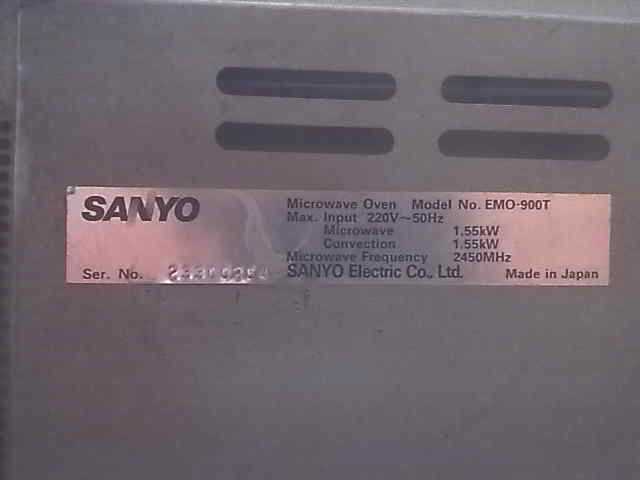 SANYO
Microwave Oven Model No. EMO-900T
Max. Input 220V~50Hz
Microwave 1.55kW
Convection 1.55kW
Microwave Frequency 2450MHz
Ser. No.
SANYO Electric Co., Ltd. Made in Japan